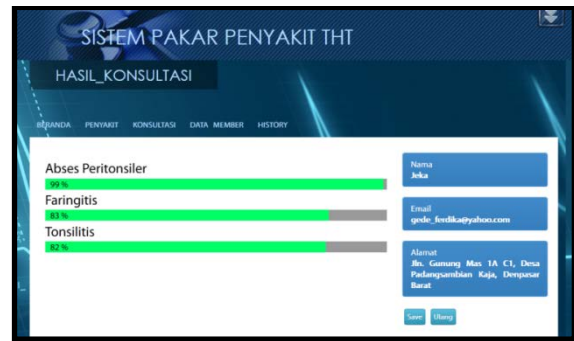 SISTEM PAKAR PENYAKIT THT
HASIL_KONSULTASI
BERANDA PENYAKIT KONSULTASI DATA MEMBER HISTORY
Abses Peritonsiler
99 %
Faringitis
83 %
Tonsilitis
82 %
Nama
Jeka
Email
gede_ferdika@yahoo.com
Alamat
Jln. Gunung Mas 1A C1, Desa
Padangsambian Kaja, Denpasar
Barat
Save Ulang